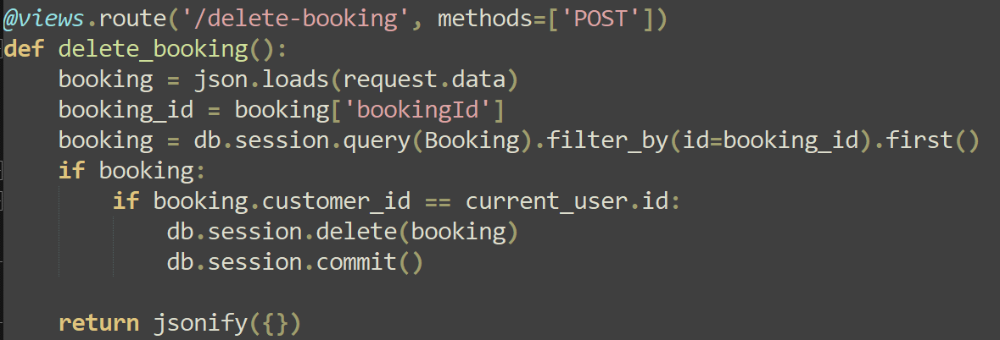 @views.route('/delete-booking', methods=['POST'])
def delete_booking():
    booking = json.loads(request.data)
    booking_id = booking['bookingId']
    booking = db.session.query(Booking).filter_by(id=booking_id).first()
    if booking:
        if booking.customer_id == current_user.id:
            db.session.delete(booking)
            db.session.commit()
    return jsonify({})